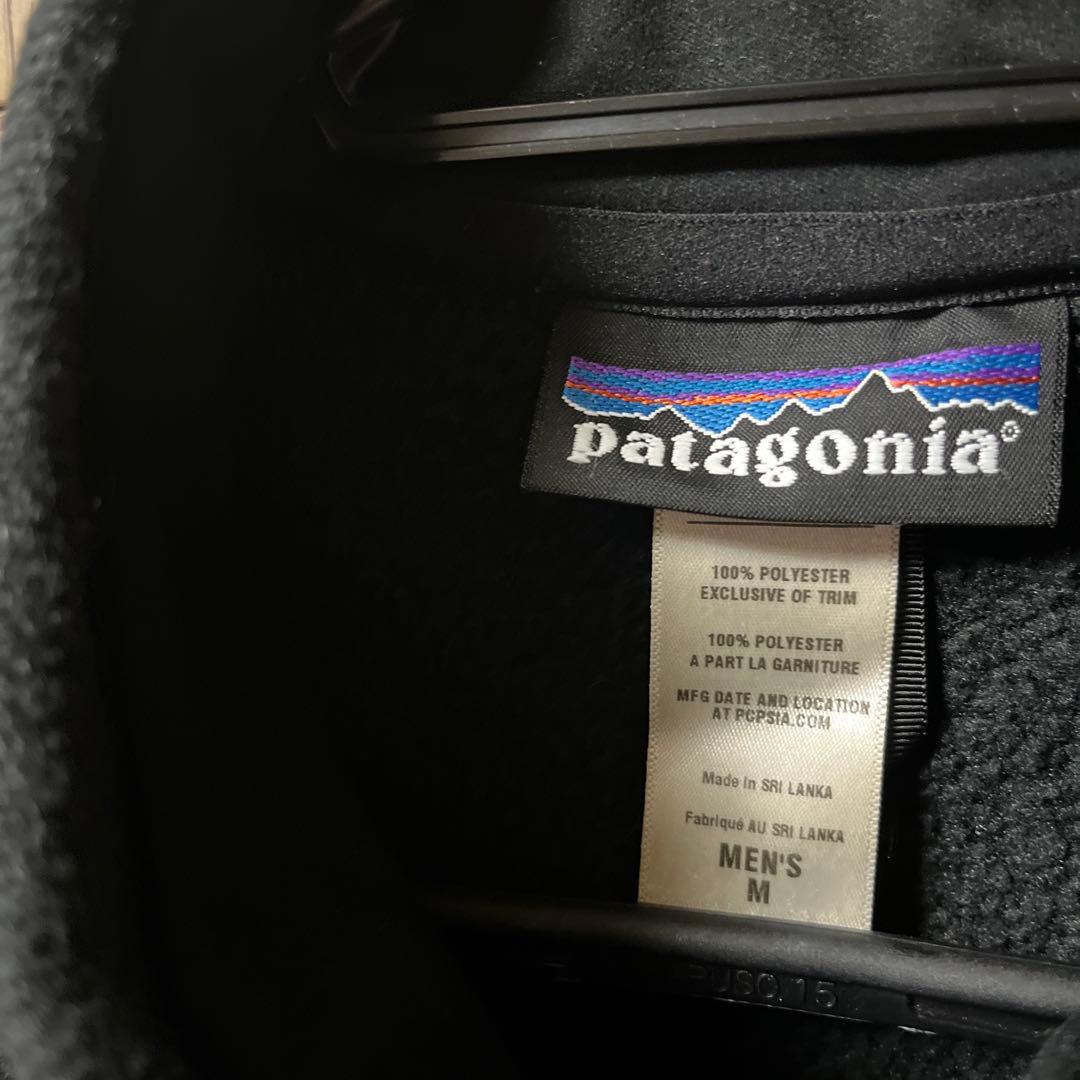 patagonia®
100% POLYESTER
EXCLUSIVE OF TRIM
100% POLYESTER
A PART LA GARNITURE
MFG DATE AND LOCATION
AT PCPSIA.COM
Made In SRI LANKA
Fabriqué AU SRI LANKA
MEN'S
M
15